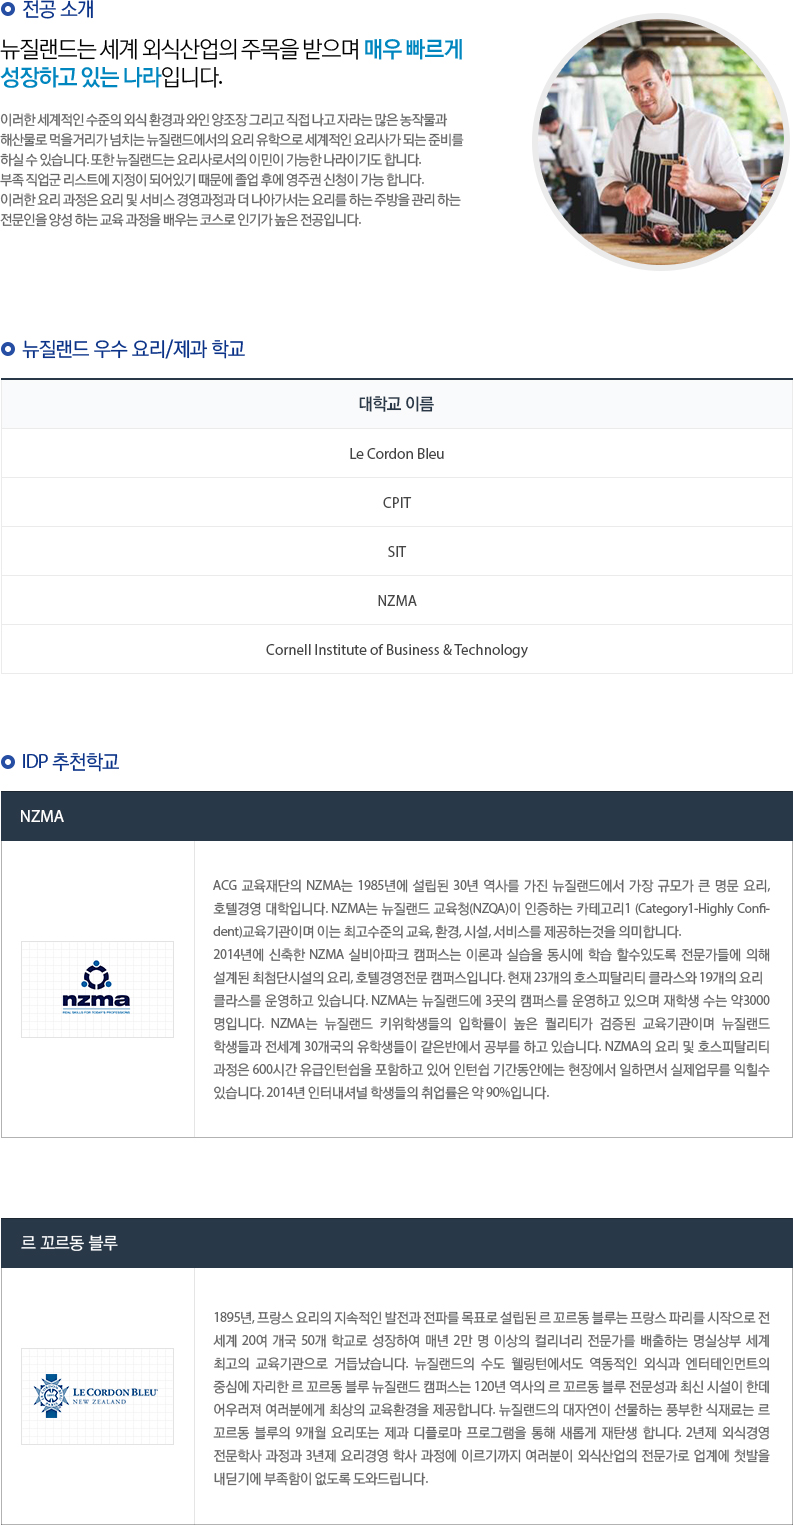 전공 소개
뉴질랜드는 세계 외식산업의 주목을 받으며 매우 빠르게
성장하고 있는 나라입니다.
이러한 세계적인 수준의 외식 환경과 와인 양조장 그리고 직접 나고 자라는 많은 농작물과
해산물로 먹을거리가 넘치는 뉴질랜드에서의 요리 유학으로 세계적인 요리사가 되는 준비를
하실 수 있습니다. 또한 뉴질랜드는 요리사로서의 이민이 가능한 나라이기도 합니다.
부족 직업군 리스트에 지정이 되어있기 때문에 졸업 후에 영주권 신청이 가능 합니다.
이러한 요리 과정은 요리 및 서비스 경영과정과 더 나아가서는 요리를 하는 주방을 관리 하는
전문인을 양성 하는 교육 과정을 배우는 코스로 인기가 높은 전공입니다.
뉴질랜드 우수 요리/제과 학교
대학교 이름
Le Cordon Bleu
CPIT
SIT
NZMA
Cornell Institute of Business & Technology
IDP 추천학교
NZMA
ACG 교육재단의 NZMA는 1985년에 설립된 30년 역사를 가진 뉴질랜드에서 가장 규모가 큰 명문 요리,
호텔경영 대학입니다. NZMA는 뉴질랜드 교육청(NZQA)이 인증하는 카테고리1 (Category1-Highly Confi-
dent)교육기관이며 이는 최고수준의 교육, 환경, 시설, 서비스를 제공하는것을 의미합니다.
2014년에 신축한 NZMA 실비아파크 캠퍼스는 이론과 실습을 동시에 학습 할수있도록 전문가들에 의해
설계된 최첨단시설의 요리, 호텔경영전문 캠퍼스입니다. 현재 23개의 호스피탈리티 클라스와 19개의 요리
클라스를 운영하고 있습니다. NZMA는 뉴질랜드에 3곳의 캠퍼스를 운영하고 있으며 재학생 수는 약3000
명입니다. NZMA는 뉴질랜드 키위학생들의 입학률이 높은 퀄리티가 검증된 교육기관이며 뉴질랜드
학생들과 전세계 30개국의 유학생들이 같은반에서 공부를 하고 있습니다. NZMA의 요리 및 호스피탈리티
과정은 600시간 유급인턴쉽을 포함하고 있어 인턴쉽 기간동안에는 현장에서 일하면서 실제업무를 익힐수
있습니다. 2014년 인터내셔널 학생들의 취업률은 약 90%입니다.
nzma
REAL SKILLS FOR TODAY'S PROFESSIONS
르 꼬르동 블루
1895년, 프랑스 요리의 지속적인 발전과 전파를 목표로 설립된 르 꼬르동 블루는 프랑스 파리를 시작으로 전
세계 20여 개국 50개 학교로 성장하여 매년 2만 명 이상의 컬리너리 전문가를 배출하는 명실상부 세계
최고의 교육기관으로 거듭났습니다. 뉴질랜드의 수도 웰링턴에서도 역동적인 외식과 엔터테인먼트의
중심에 자리한 르 꼬르동 블루 뉴질랜드 캠퍼스는 120년 역사의 르 꼬르동 블루 전문성과 최신 시설이 한데
어우러져 여러분에게 최상의 교육환경을 제공합니다. 뉴질랜드의 대자연이 선물하는 풍부한 식재료는 르
꼬르동 블루의 9개월 요리또는 제과 디플로마 프로그램을 통해 새롭게 재탄생 합니다. 2년제 외식경영
전문학사 과정과 3년제 요리경영 학사 과정에 이르기까지 여러분이 외식산업의 전문가로 업계에 첫발을
내딛기에 부족함이 없도록 도와드립니다.
LE CORDON BLEU
NEW ZEALAND